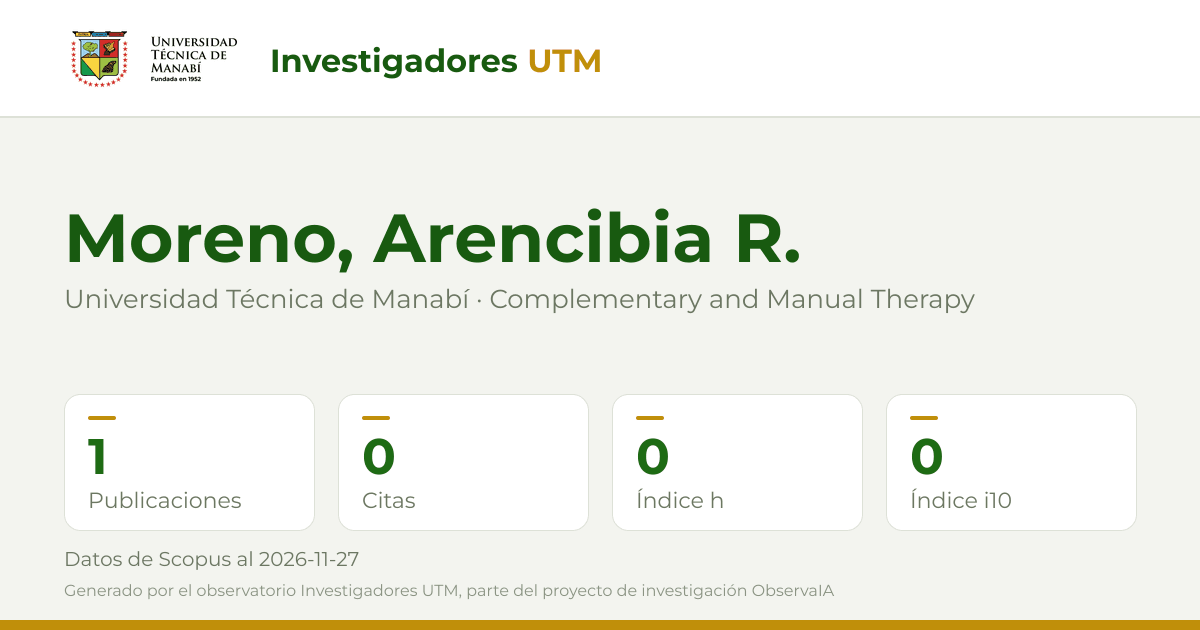 UNIVERSIDAD
TÉCNICA DE
MANABÍ
Fundada en 1952
Investigadores UTM
Moreno, Arencibia R.
Universidad Técnica de Manabí · Complementary and Manual Therapy
1
Publicaciones
0
Citas
0
Índice h
0
Índice i10
Datos de Scopus al 2026-11-27
Generado por el observatorio Investigadores UTM, parte del proyecto de investigación ObservaIA